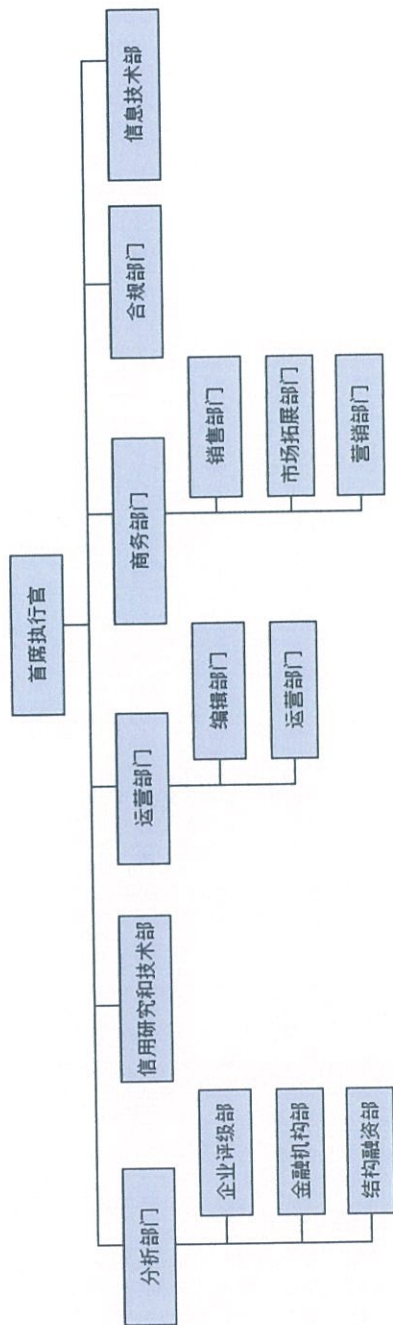 首席执行官
分析部门
信用研究和技术部
运营部门
商务部门
合规部门
信息技术部
企业评级部
金融机构部
结构融资部
编辑部门
运营部门
销售部门
市场拓展部门
营销部门